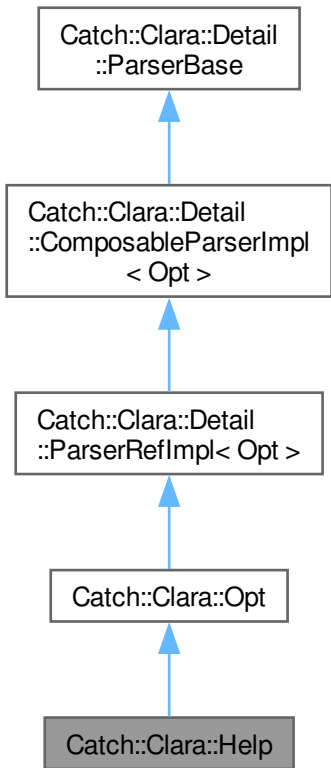 Catch::Clara::Detail
::ParserBase
Catch::Clara::Detail
::ComposableParserImpl
< Opt >
Catch::Clara::Detail
::ParserRefImpl< Opt >
Catch::Clara::Opt
Catch::Clara::Help